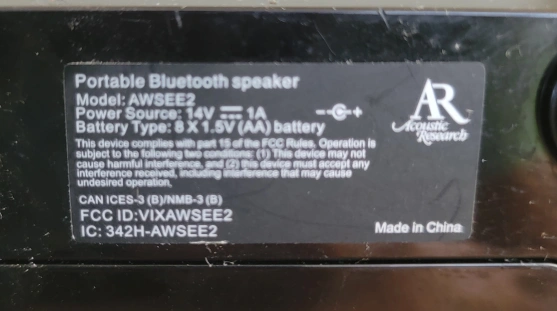 Portable Bluetooth speaker
Model: AWSEE2
Power Source: 14V ⎓ 1A
Battery Type: 8 X 1.5V (AA) battery
This device complies with part 15 of the FCC Rules. Operation is
subject to the following two conditions: (1) This device may not
cause harmful interference, and (2) this device must accept any
interference received, including interference that may cause
undesired operation.
CAN ICES-3 (B)/NMB-3 (B)
FCC ID:VIXAWSEE2
IC: 342H-AWSEE2
AR
Acoustic
Research
Made in China